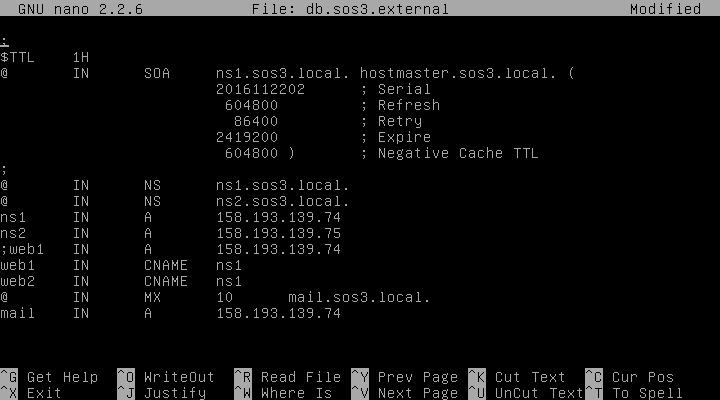 GNU nano 2.2.6 File: db.sos3.external Modified
;
$TTL 1H
@ IN SOA ns1.sos3.local. hostmaster.sos3.local. (
2016112202 ; Serial
604800 ; Refresh
86400 ; Retry
2419200 ; Expire
604800 ) ; Negative Cache TTL
;
@ IN NS ns1.sos3.local.
@ IN NS ns2.sos3.local.
ns1 IN A 158.193.139.74
ns2 IN A 158.193.139.75
;web1 IN A 158.193.139.74
web1 IN CNAME ns1
web2 IN CNAME ns1
@ IN MX 10 mail.sos3.local.
mail IN A 158.193.139.74
^G Get Help ^O WriteOut ^R Read File ^Y Prev Page ^K Cut Text ^C Cur Pos
^X Exit ^J Justify ^W Where Is ^V Next Page ^U UnCut Text ^T To Spell